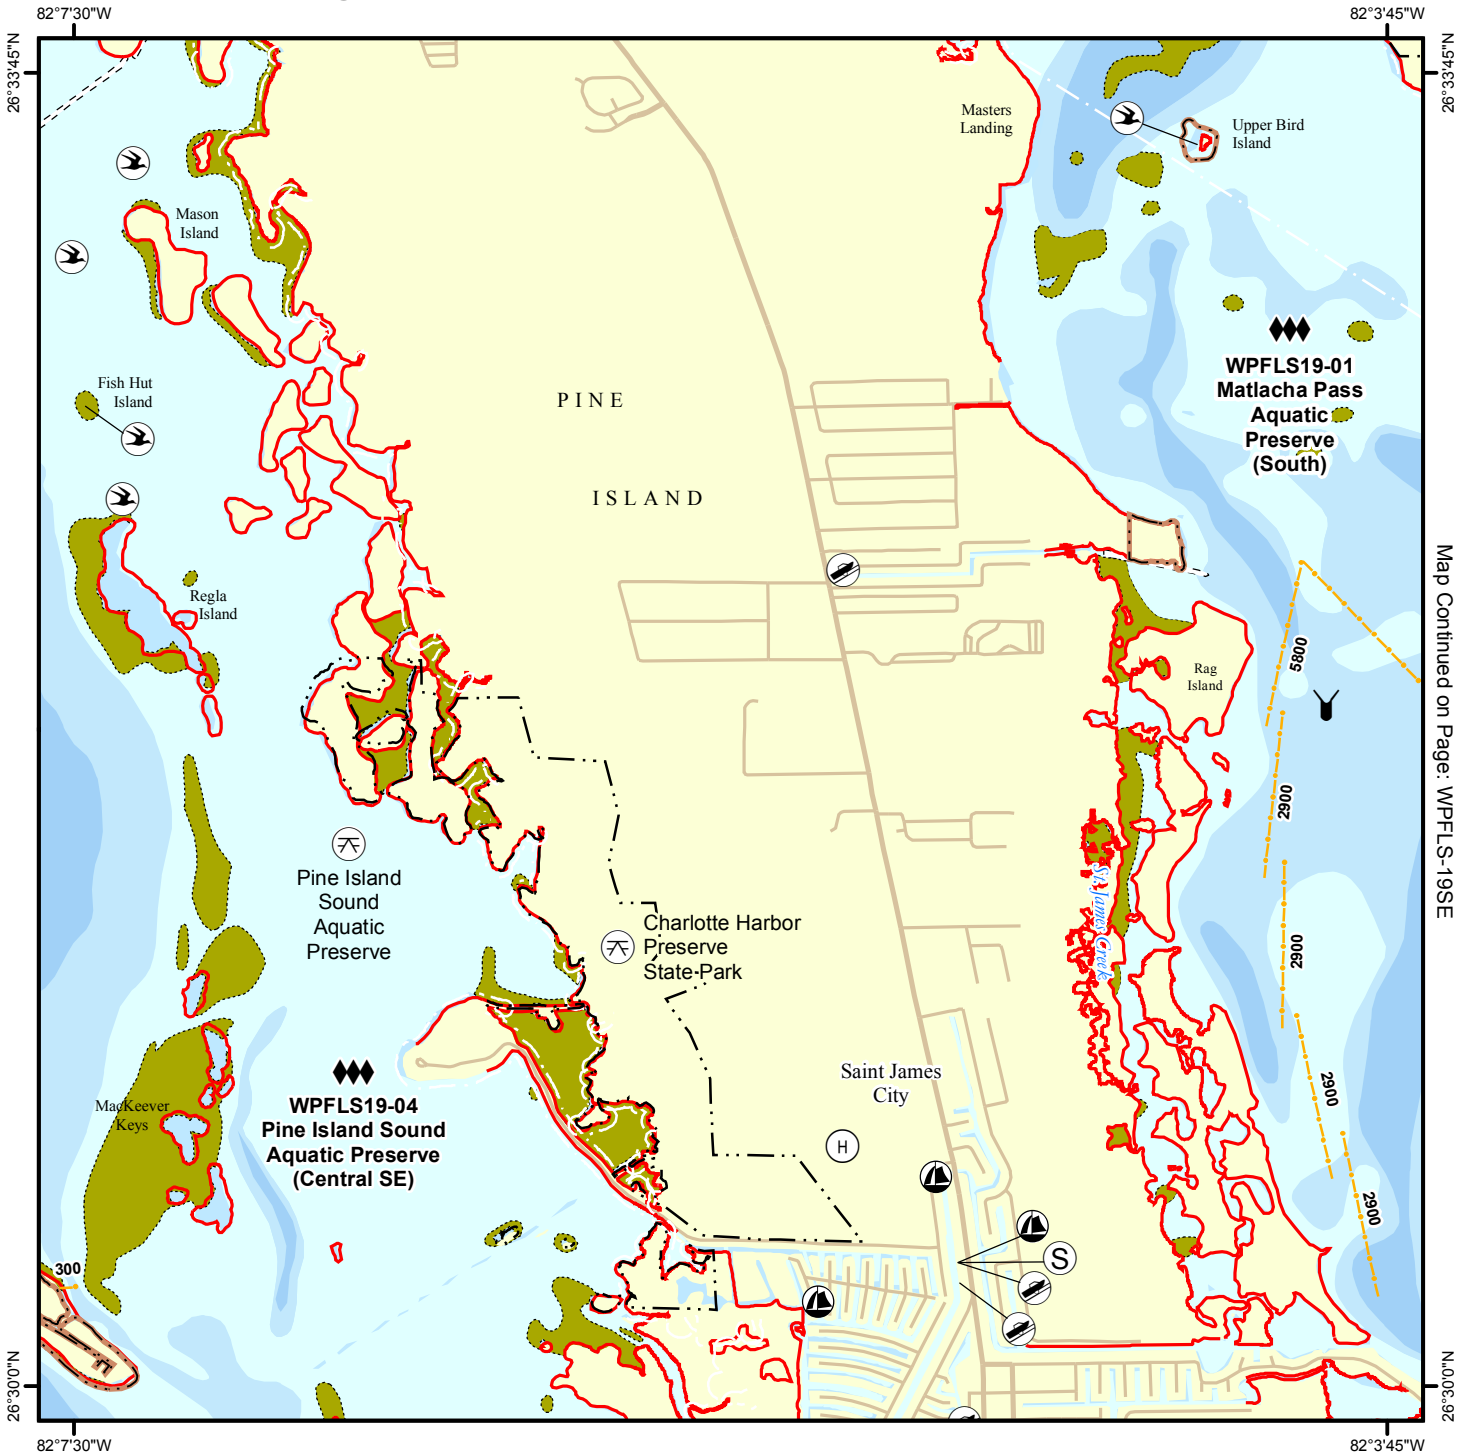 82°7'30"W
82°3'45"W
26°33'45"N
26°33'45"N
Masters
Landing
Upper Bird
Island
Mason
Island
WPFLS19-01
Matlacha Pass
Aquatic
Preserve
(South)
Fish Hut
Island
PINE
ISLAND
Map Continued on Page: WPFLS-19SE
Regla
Island
Rag
Island
5800
2900
2900
2900
2900
St. James Creek
Pine Island
Sound
Aquatic
Preserve
Charlotte Harbor
Preserve
State-Park
Saint James
City
WPFLS19-04
Pine Island Sound
Aquatic Preserve
(Central SE)
MacKeever
Keys
H
S
300
26°30'0"N
26°30'0"N
82°7'30"W
82°3'45"W